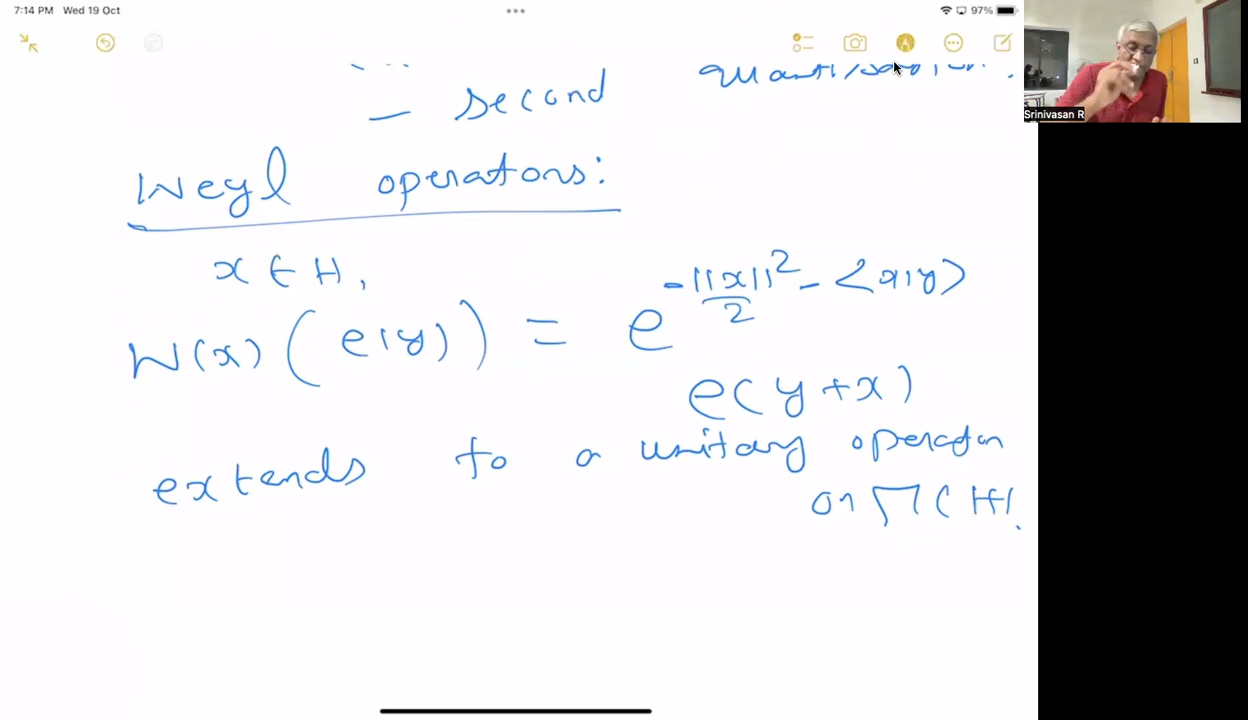 7:14 PM Wed 19 Oct
97%
Srinivasan R
— second
Weyl operators:
x ∈ H,
W(x) ( e(y) ) = e^{-||x||²/2 - <x|y>}
e(y + x)
extends to a unitary operator
on Γ(H).